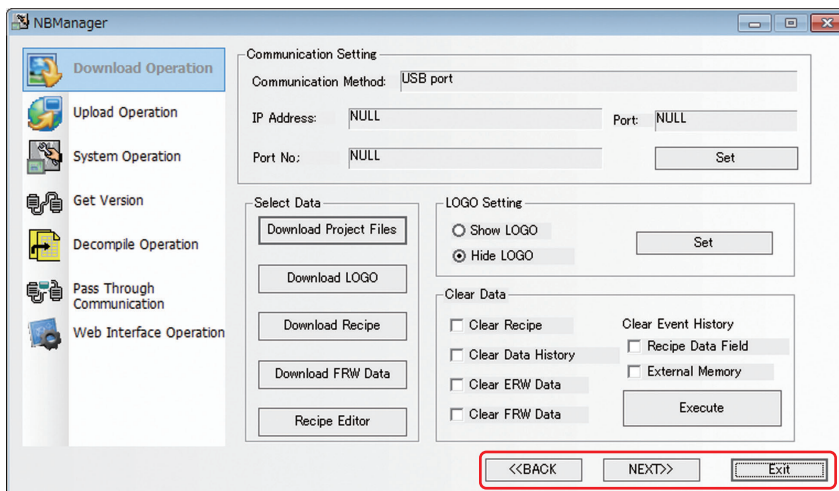 NBManager
Download Operation
Upload Operation
System Operation
Get Version
Decompile Operation
Pass Through
Communication
Web Interface Operation
Communication Setting
Communication Method: USB port
IP Address: NULL Port: NULL
Port No; NULL Set
Select Data
Download Project Files
Download LOGO
Download Recipe
Download FRW Data
Recipe Editor
LOGO Setting
Show LOGO
Hide LOGO
Set
Clear Data
Clear Recipe
Clear Data History
Clear ERW Data
Clear FRW Data
Clear Event History
Recipe Data Field
External Memory
Execute
<<BACK NEXT>> Exit